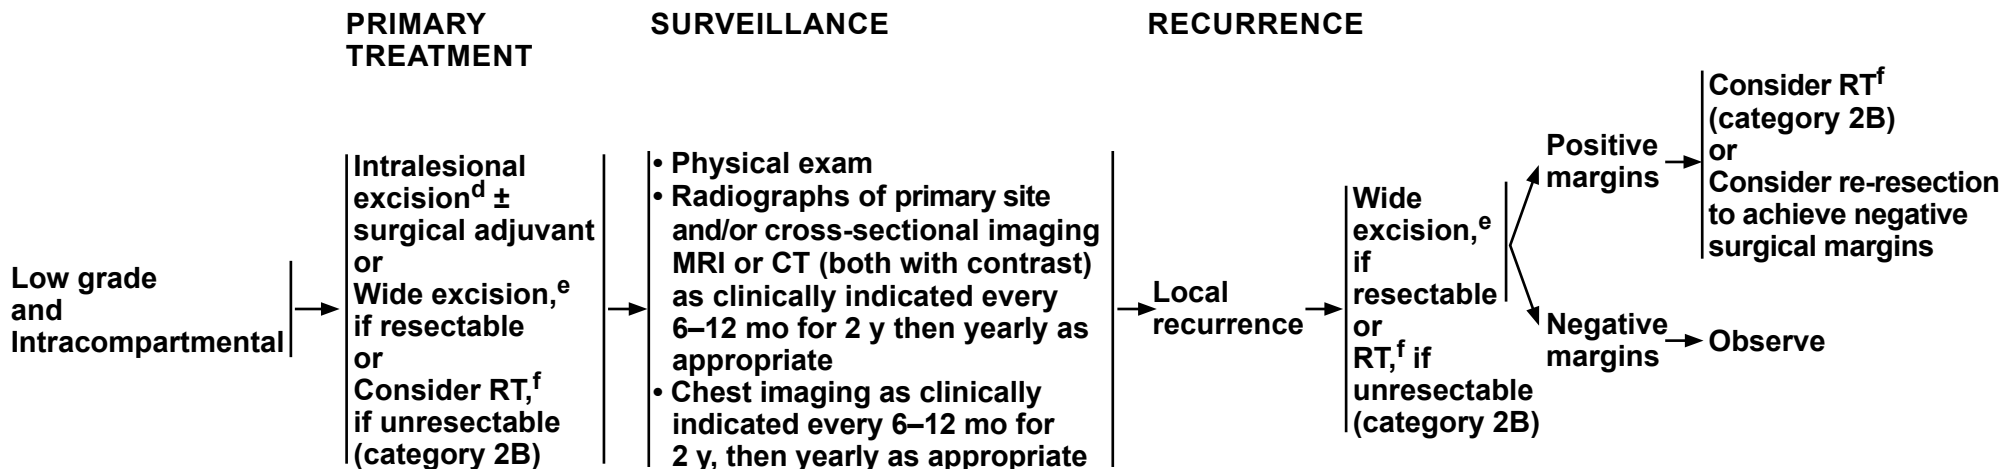 PRIMARY
TREATMENT
SURVEILLANCE
RECURRENCE
Low grade
and
Intracompartmental
Intralesional
excisiond ±
surgical adjuvant
or
Wide excision,e
if resectable
or
Consider RT,f
if unresectable
(category 2B)
• Physical exam
• Radiographs of primary site
and/or cross-sectional imaging
MRI or CT (both with contrast)
as clinically indicated every
6–12 mo for 2 y then yearly as
appropriate
• Chest imaging as clinically
indicated every 6–12 mo for
2 y, then yearly as appropriate
Local
recurrence
Wide
excision,e
if
resectable
or
RT,f if
unresectable
(category 2B)
Positive
margins
Consider RTf
(category 2B)
or
Consider re-resection
to achieve negative
surgical margins
Negative
margins
Observe